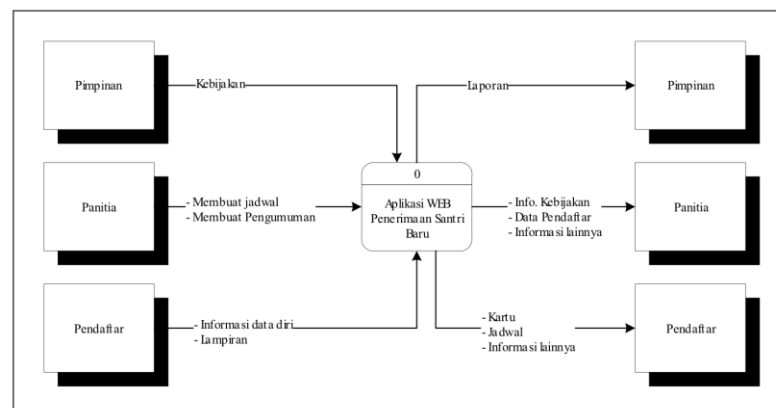 Pimpinan
Kebijakan
Laporan
Pimpinan
0
Aplikasi WEB
Penerimaan Santri
Baru
Panitia
- Membuat jadwal
- Membuat Pengumuman
- Info. Kebijakan
- Data Pendaftar
- Informasi lainnya
Panitia
Pendaftar
- Informasi data diri
- Lampiran
- Kartu
- Jadwal
- Informasi lainnya
Pendaftar